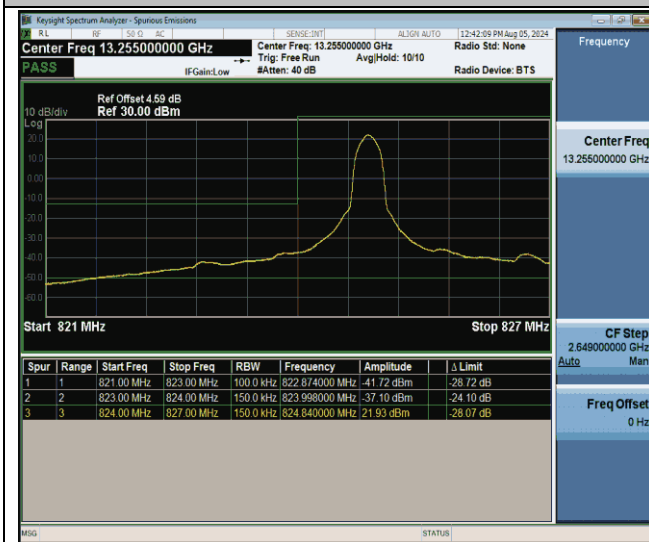 Keysight Spectrum Analyzer - Spurious Emissions
RL RF 50 Ω AC SENSE:INT ALIGN AUTO 12:42:09 PM Aug 05, 2024
Center Freq 13.255000000 GHz
PASS
IFGain:Low
Center Freq: 13.255000000 GHz
Trig: Free Run Avg|Hold: 10/10
#Atten: 40 dB
Radio Std: None
Radio Device: BTS
Ref Offset 4.59 dB
10 dB/div Ref 30.00 dBm
Log
20.0
10.0
0.00
-10.0
-20.0
-30.0
-40.0
-50.0
-60.0
Start 821 MHz Stop 827 MHz
Spur Range Start Freq Stop Freq RBW Frequency Amplitude Δ Limit
1 1 821.00 MHz 823.00 MHz 100.0 kHz 822.874000 MHz -41.72 dBm -28.72 dB
2 2 823.00 MHz 824.00 MHz 150.0 kHz 823.998000 MHz -37.10 dBm -24.10 dB
3 3 824.00 MHz 827.00 MHz 150.0 kHz 824.840000 MHz 21.93 dBm -28.07 dB
Frequency
Center Freq
13.255000000 GHz
CF Step
2.649000000 GHz
Auto Man
Freq Offset
0 Hz
MSG STATUS